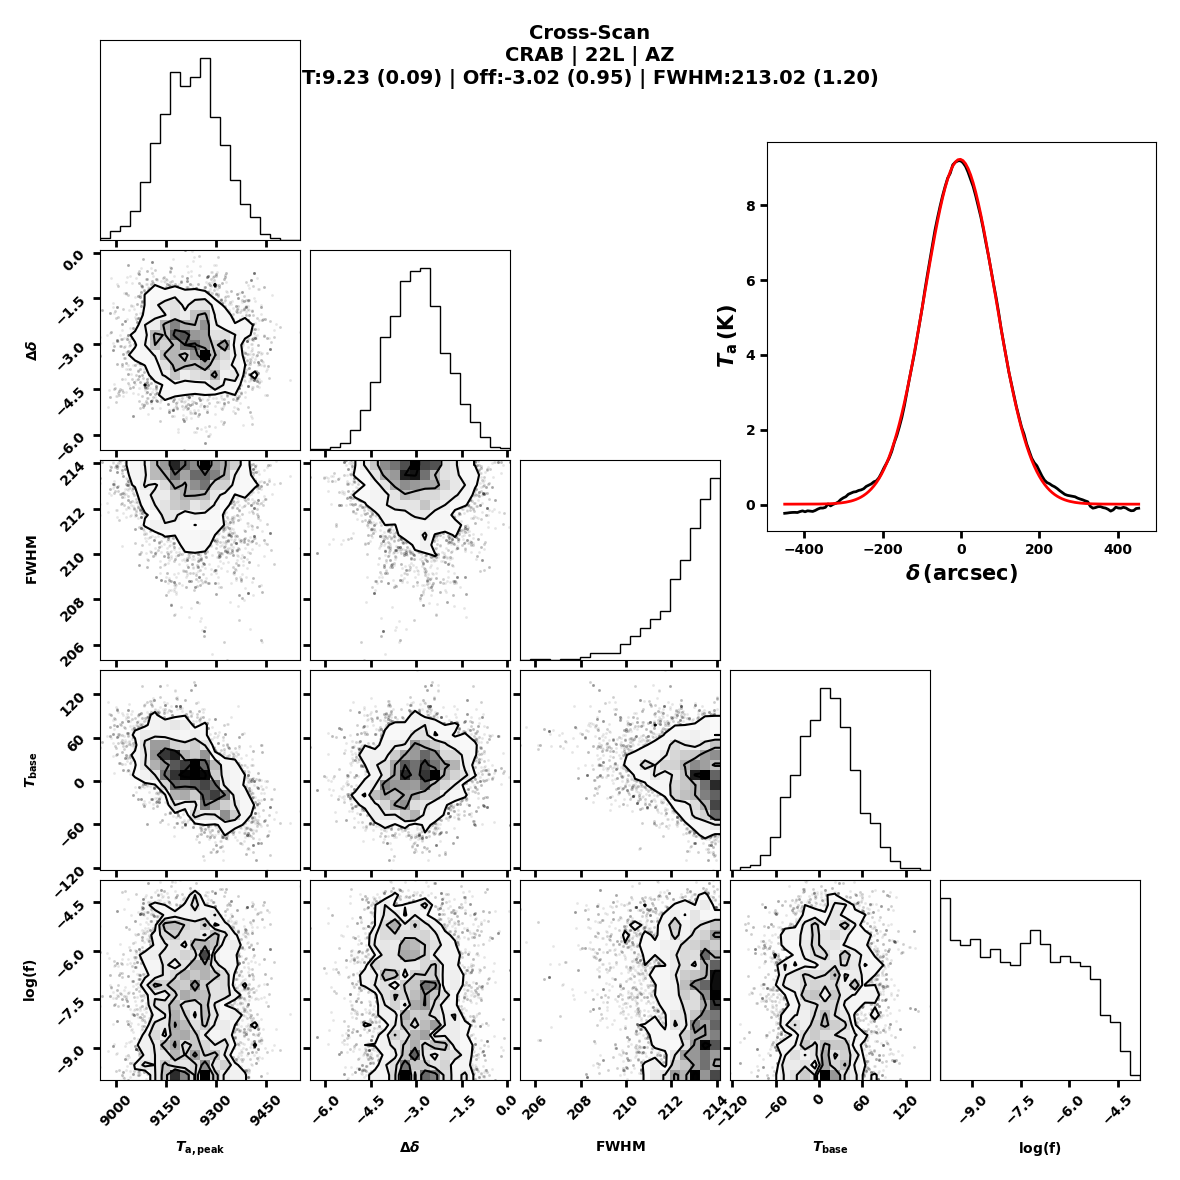 Cross-Scan
CRAB | 22L | AZ
T:9.23 (0.09) | Off:-3.02 (0.95) | FWHM:213.02 (1.20)
8
6
4
2
0
Ta (K)
−400 −200 0 200 400
δ (arcsec)
0.0
−1.5
−3.0
−4.5
−6.0
Δδ
214
212
210
208
206
FWHM
120
60
0
−60
−120
Tbase
−4.5
−6.0
−7.5
−9.0
log(f)
9000 9150 9300 9450
−6.0 −4.5 −3.0 −1.5 0.0
206 208 210 212 214
−120 −60 0 60 120
−9.0 −7.5 −6.0 −4.5
Ta,peak Δδ FWHM Tbase log(f)